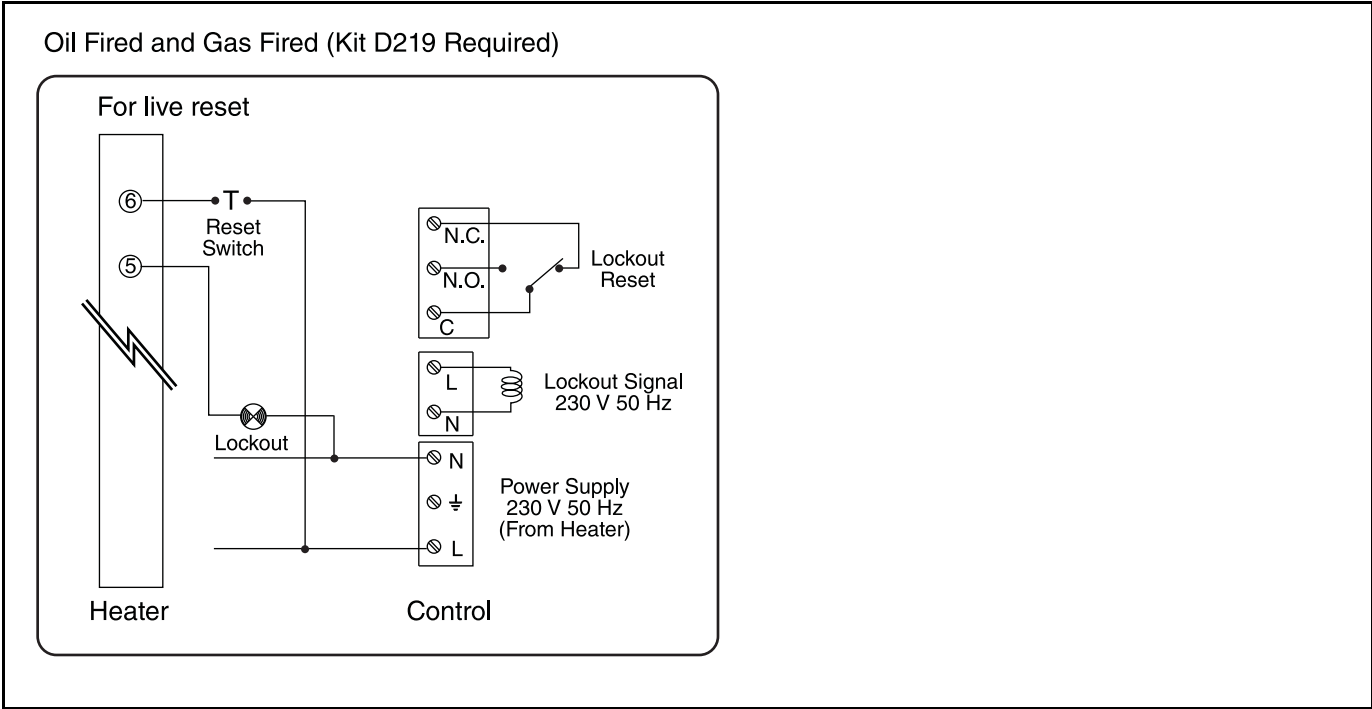 Oil Fired and Gas Fired (Kit D219 Required)
For live reset
6
T
Reset
Switch
5
Lockout
N.C.
N.O.
C
Lockout
Reset
L
N
Lockout Signal
230 V 50 Hz
N
L
Power Supply
230 V 50 Hz
(From Heater)
Heater
Control